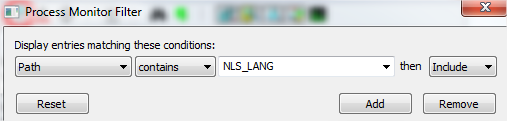 Process Monitor Filter
Display entries matching these conditions:
Path contains NLS_LANG then Include
Reset Add Remove